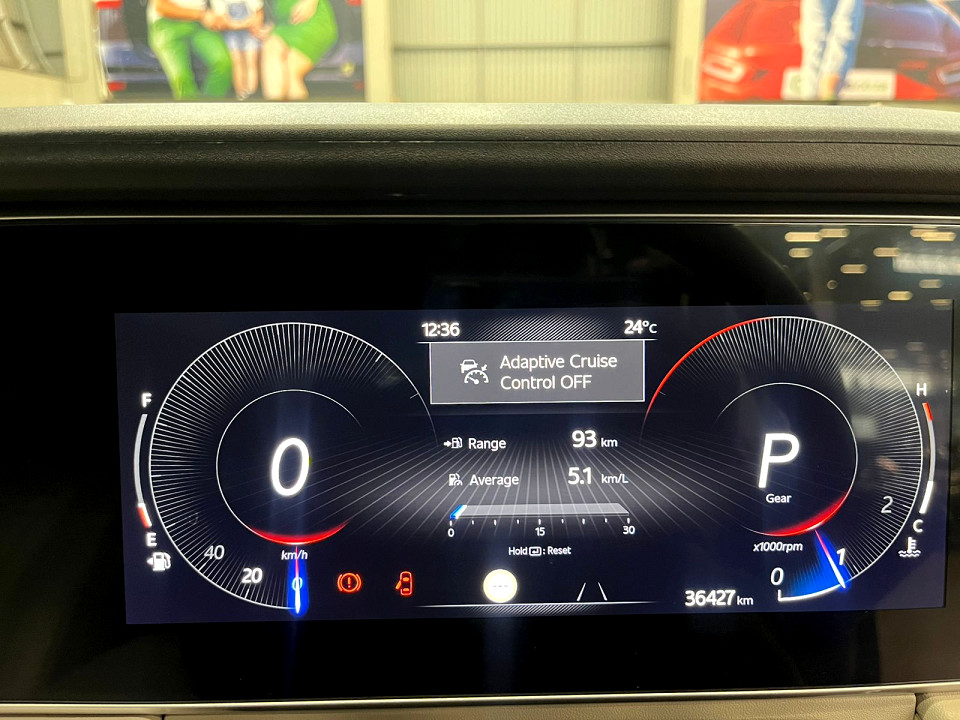 12:36
24°C
Adaptive Cruise
Control OFF
F
H
Range 93 km
Average 5.1 km/L
0
P
Gear
0 15 30
Hold : Reset
E
C
40
20
0
km/h
x1000rpm
2
1
0
36427 km